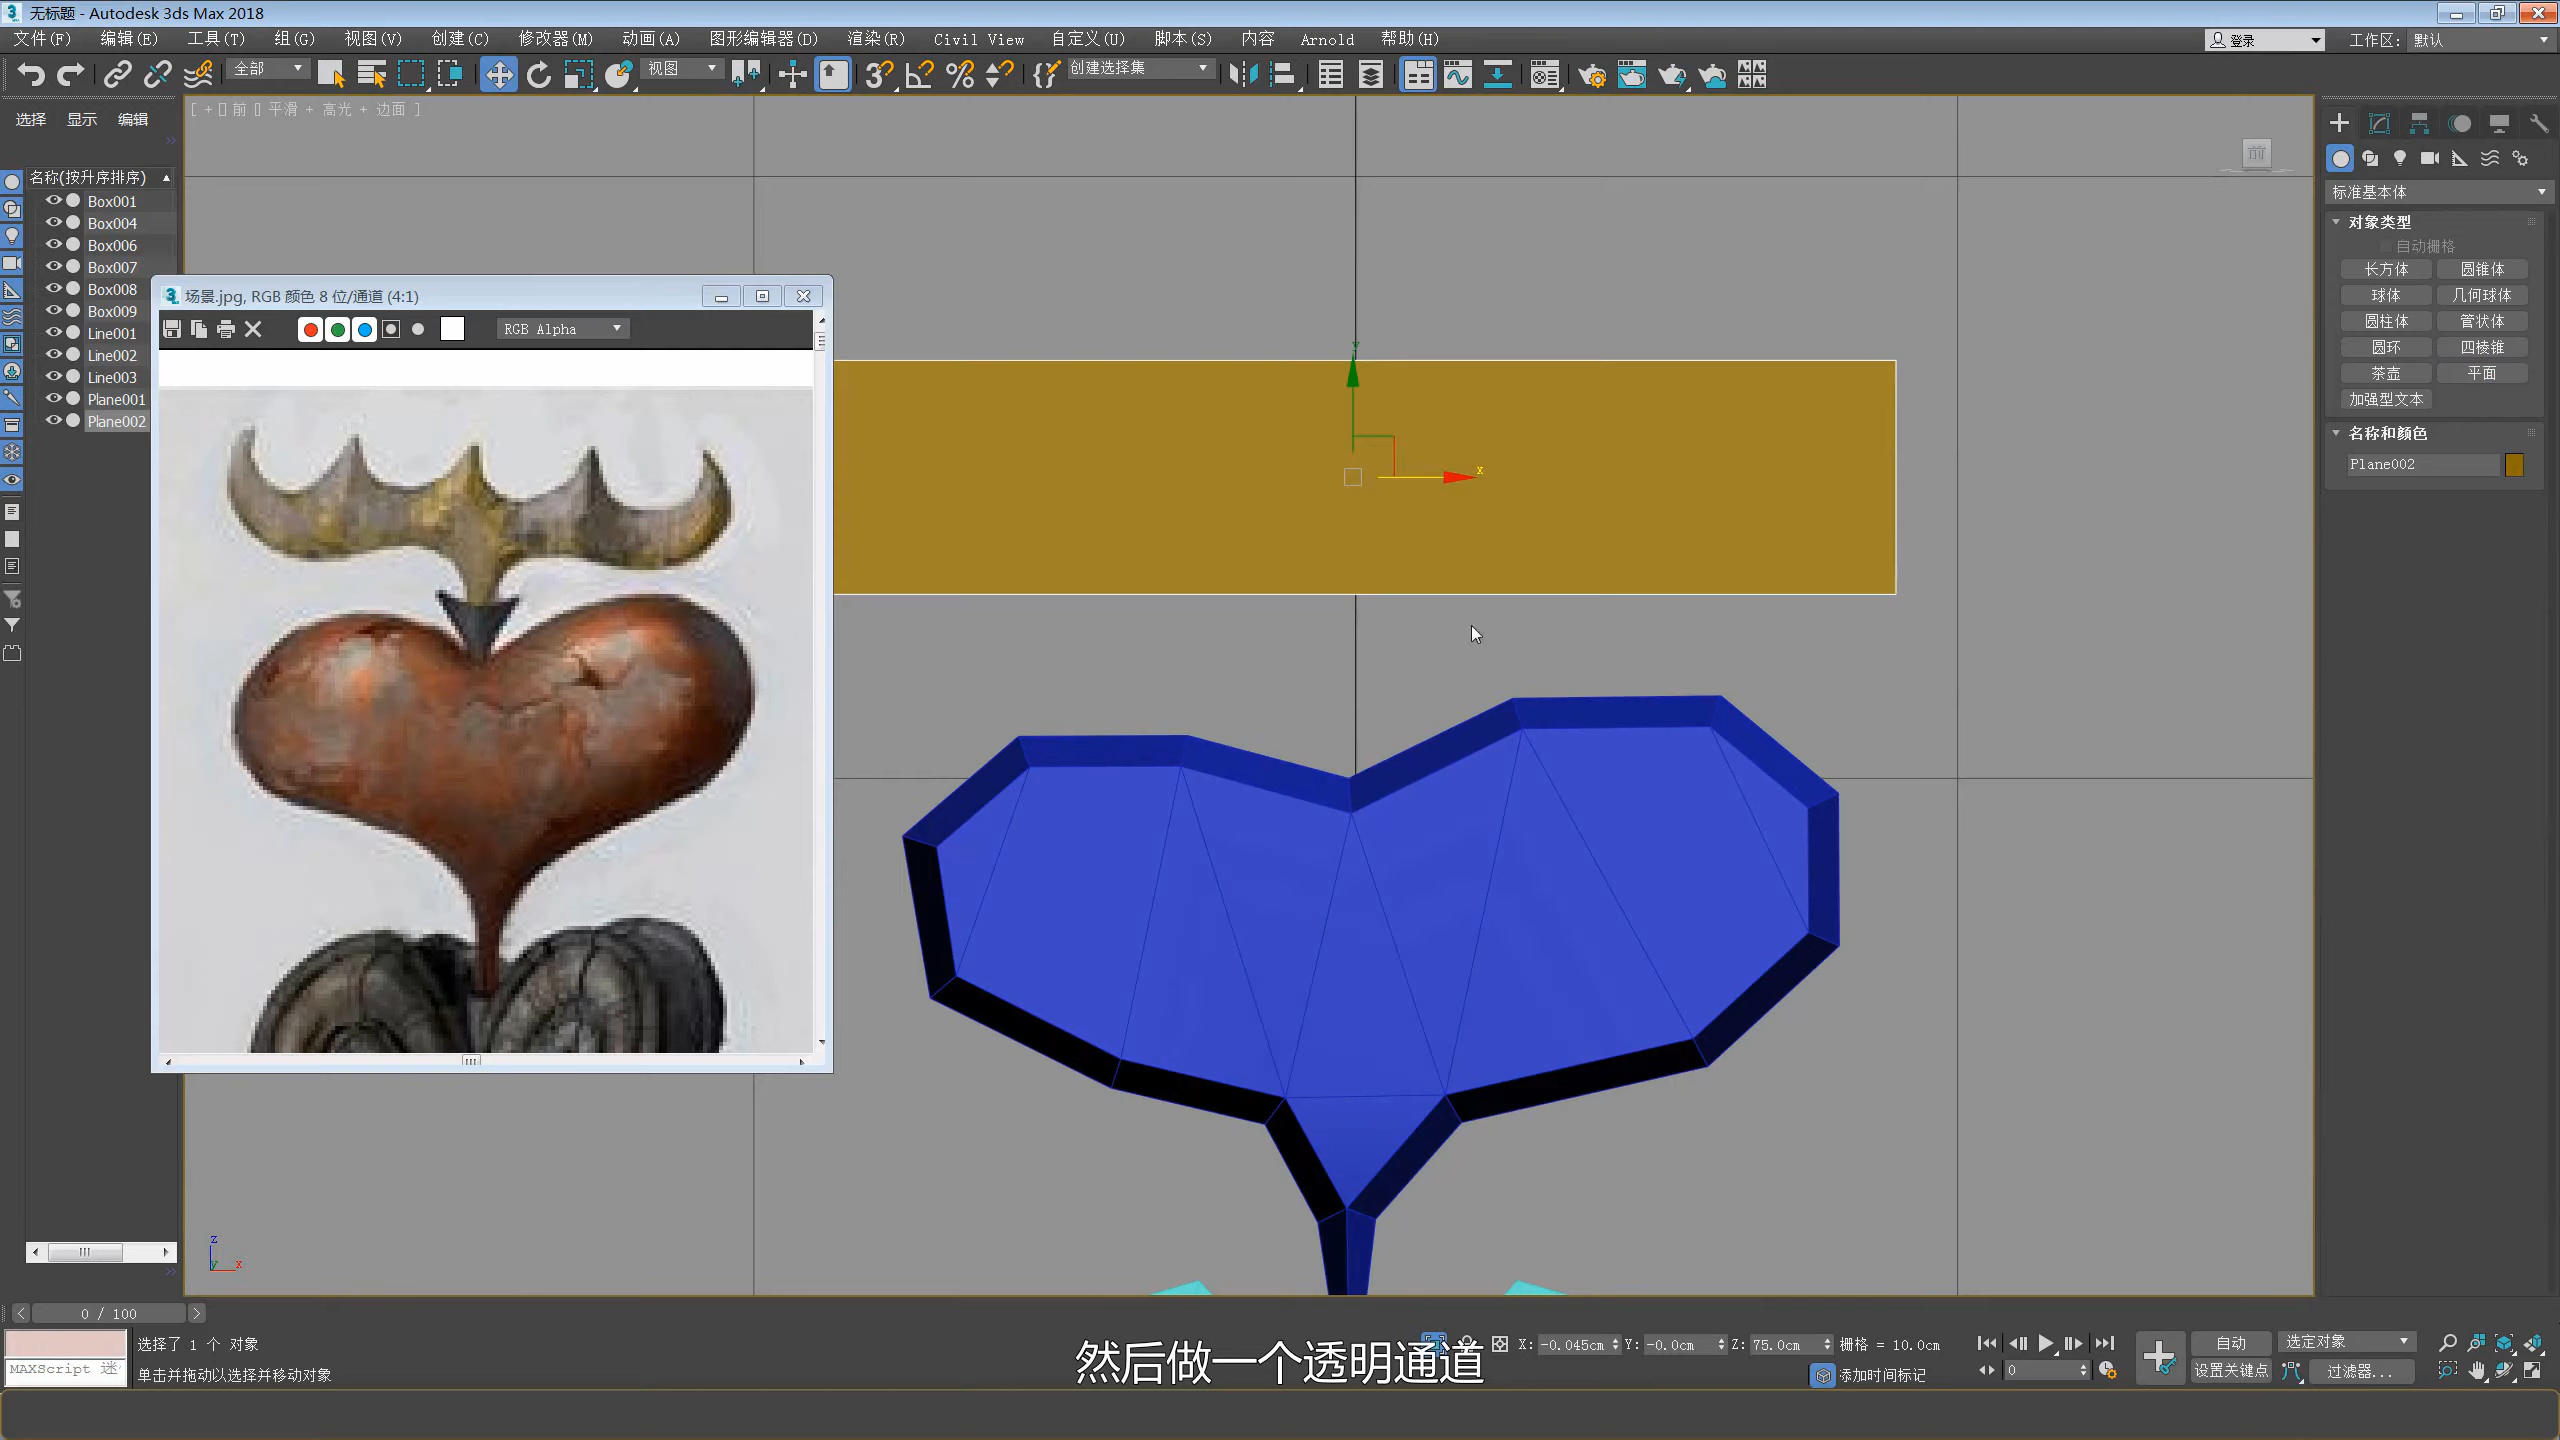 无标题 - Autodesk 3ds Max 2018
文件(F) 编辑(E) 工具(T) 组(G) 视图(V) 创建(C) 修改器(M) 动画(A) 图形编辑器(D) 渲染(R) Civil View 自定义(U) 脚本(S) 内容 Arnold 帮助(H) 登录 工作区: 默认
全部 视图 创建选择集
[ + [] 前 [] 平滑 + 高光 + 边面 ]
选择 显示 编辑
前
名称(按升序排序)
Box001
Box004
Box006
Box007
Box008
Box009
Line001
Line002
Line003
Plane001
Plane002
场景.jpg, RGB 颜色 8 位/通道 (4:1)
RGB Alpha
y
x
标准基本体
对象类型
自动栅格
长方体 圆锥体
球体 几何球体
圆柱体 管状体
圆环 四棱锥
茶壶 平面
加强型文本
名称和颜色
Plane002
z
y
x
0 / 100
选择了 1 个 对象
X: -0.045cm Y: -0.0cm Z: 75.0cm 栅格 = 10.0cm
自动 选定对象
MAXScript 迷
单击并拖动以选择并移动对象
添加时间标记
0
设置关键点 过滤器...
然后做一个透明通道